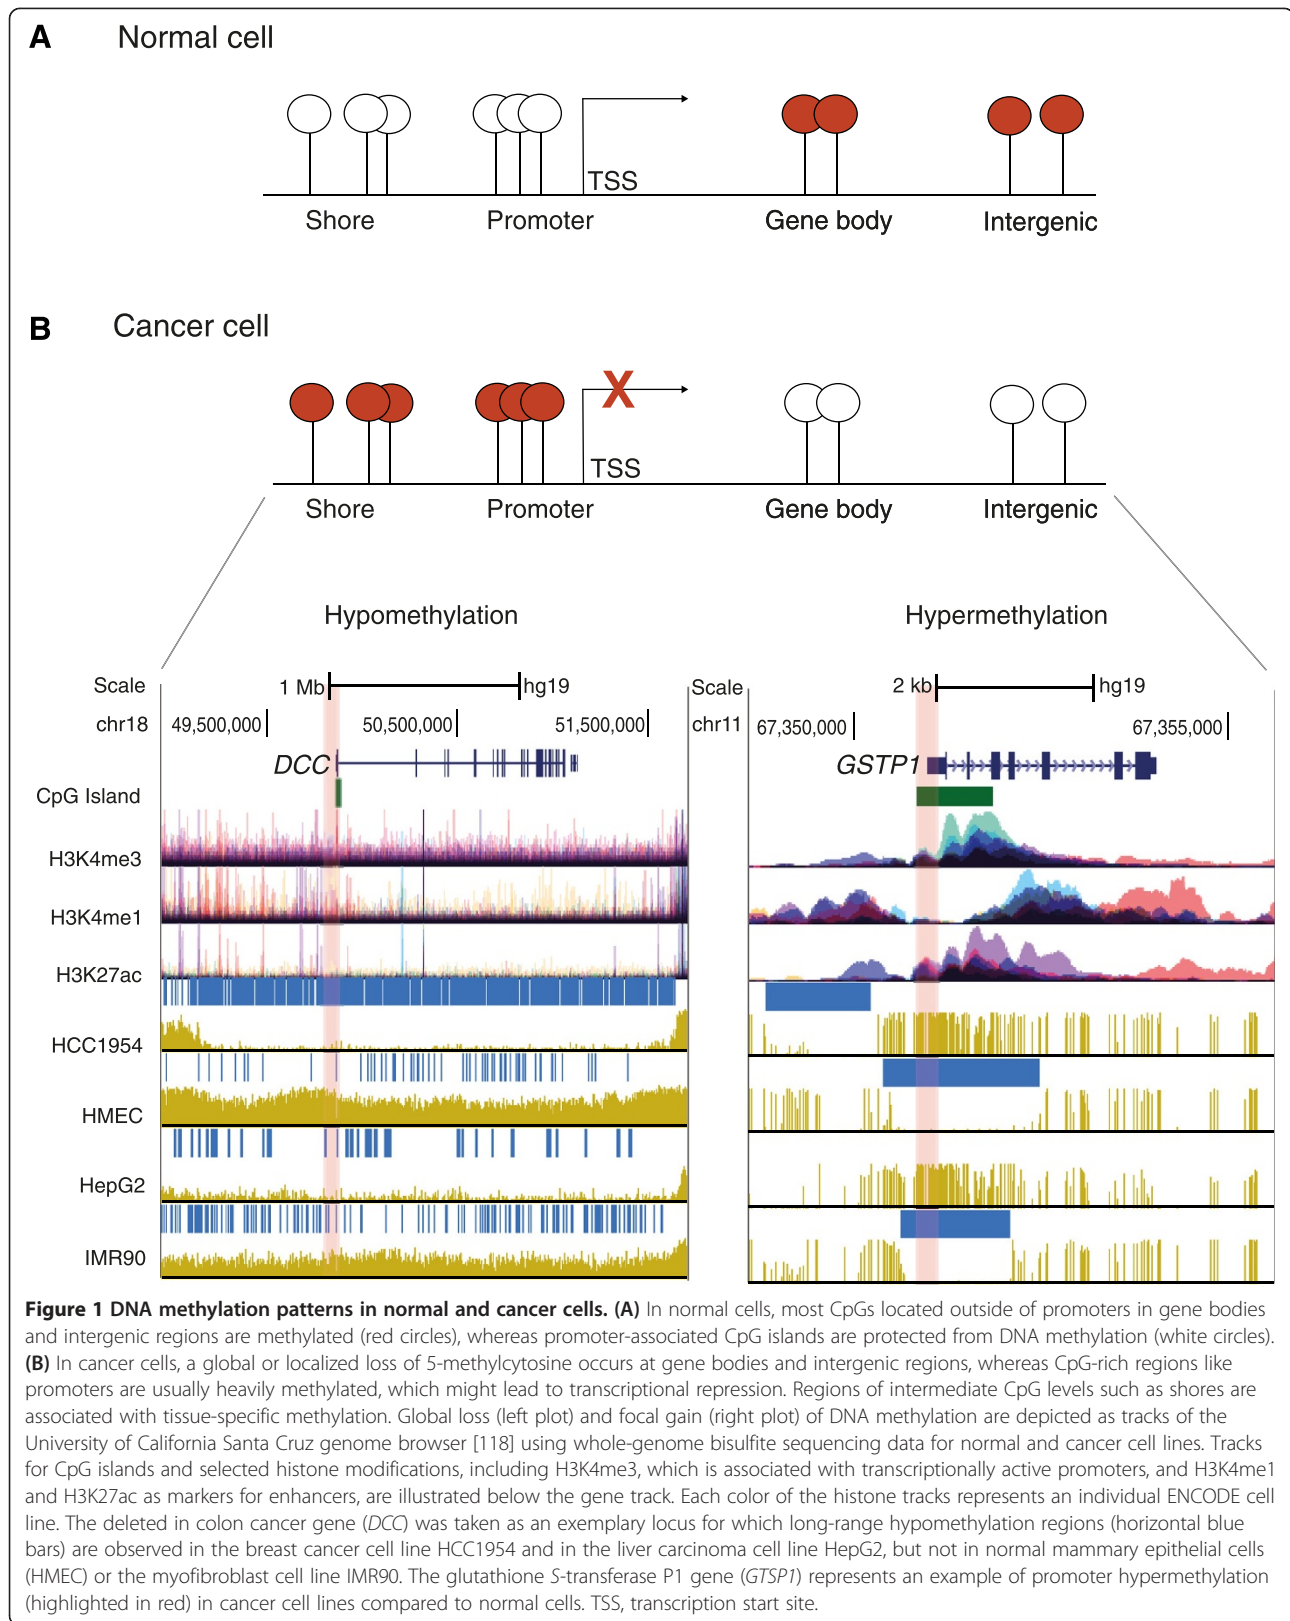 A Normal cell
TSS
Shore Promoter Gene body Intergenic
B Cancer cell
X
TSS
Shore Promoter Gene body Intergenic
Hypomethylation Hypermethylation
Scale 1 Mb hg19 Scale 2 kb hg19
chr18 49,500,000 50,500,000 51,500,000 chr11 67,350,000 67,355,000
DCC GSTP1
CpG Island
H3K4me3
H3K4me1
H3K27ac
HCC1954
HMEC
HepG2
IMR90
Figure 1 DNA methylation patterns in normal and cancer cells. (A) In normal cells, most CpGs located outside of promoters in gene bodies
and intergenic regions are methylated (red circles), whereas promoter-associated CpG islands are protected from DNA methylation (white circles).
(B) In cancer cells, a global or localized loss of 5-methylcytosine occurs at gene bodies and intergenic regions, whereas CpG-rich regions like
promoters are usually heavily methylated, which might lead to transcriptional repression. Regions of intermediate CpG levels such as shores are
associated with tissue-specific methylation. Global loss (left plot) and focal gain (right plot) of DNA methylation are depicted as tracks of the
University of California Santa Cruz genome browser [118] using whole-genome bisulfite sequencing data for normal and cancer cell lines. Tracks
for CpG islands and selected histone modifications, including H3K4me3, which is associated with transcriptionally active promoters, and H3K4me1
and H3K27ac as markers for enhancers, are illustrated below the gene track. Each color of the histone tracks represents an individual ENCODE cell
line. The deleted in colon cancer gene (DCC) was taken as an exemplary locus for which long-range hypomethylation regions (horizontal blue
bars) are observed in the breast cancer cell line HCC1954 and in the liver carcinoma cell line HepG2, but not in normal mammary epithelial cells
(HMEC) or the myofibroblast cell line IMR90. The glutathione S-transferase P1 gene (GTSP1) represents an example of promoter hypermethylation
(highlighted in red) in cancer cell lines compared to normal cells. TSS, transcription start site.